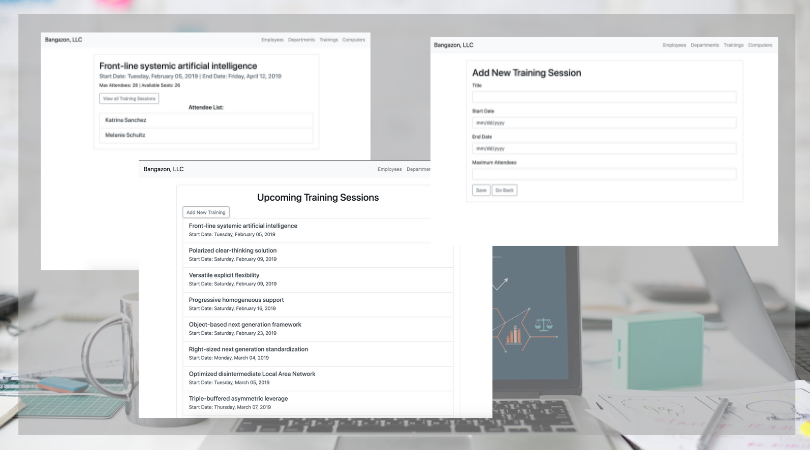 Bangazon, LLC
Employees Departments Trainings Computers
Front-line systemic artificial intelligence
Start Date: Tuesday, February 05, 2019 | End Date: Friday, April 12, 2019
Max Attendees: 28 | Available Seats: 26
View all Training Sessions
Attendee List:
Katrina Sanchez
Melanie Schultz
Bangazon, LLC
Employees Departments Trainings Computers
Add New Training Session
Title
Start Date
mm/dd/yyyy
End Date
mm/dd/yyyy
Maximum Attendees
Save Go Back
Bangazon, LLC
Employees Departmen
Upcoming Training Sessions
Add New Training
Front-line systemic artificial intelligence
Start Date: Tuesday, February 05, 2019
Polarized clear-thinking solution
Start Date: Saturday, February 09, 2019
Versatile explicit flexibility
Start Date: Saturday, February 09, 2019
Progressive homogeneous support
Start Date: Saturday, February 16, 2019
Object-based next generation framework
Start Date: Saturday, February 23, 2019
Right-sized next generation standardization
Start Date: Monday, March 04, 2019
Optimized disintermediate Local Area Network
Start Date: Tuesday, March 05, 2019
Triple-buffered asymmetric leverage
Start Date: Thursday, March 07, 2019